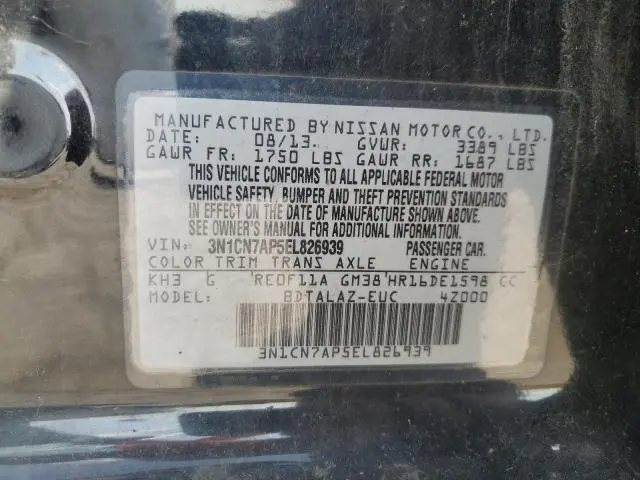 MANUFACTURED BY NISSAN MOTOR CO., LTD.
DATE: 08/13 GVWR: 3389 LBS
GAWR FR: 1750 LBS GAWR RR: 1687 LBS
THIS VEHICLE CONFORMS TO ALL APPLICABLE FEDERAL MOTOR
VEHICLE SAFETY, BUMPER AND THEFT PREVENTION STANDARDS
IN EFFECT ON THE DATE OF MANUFACTURE SHOWN ABOVE.
SEE OWNER'S MANUAL FOR ADDITIONAL INFORMATION.
VIN: 3N1CN7AP5EL826939 PASSENGER CAR.
COLOR TRIM TRANS AXLE ENGINE
KH3 G RE0F11A GM38 HR16DE1598 CC
MODEL: BDTALAZ-EUC 4Z000
3N1CN7AP5EL826939